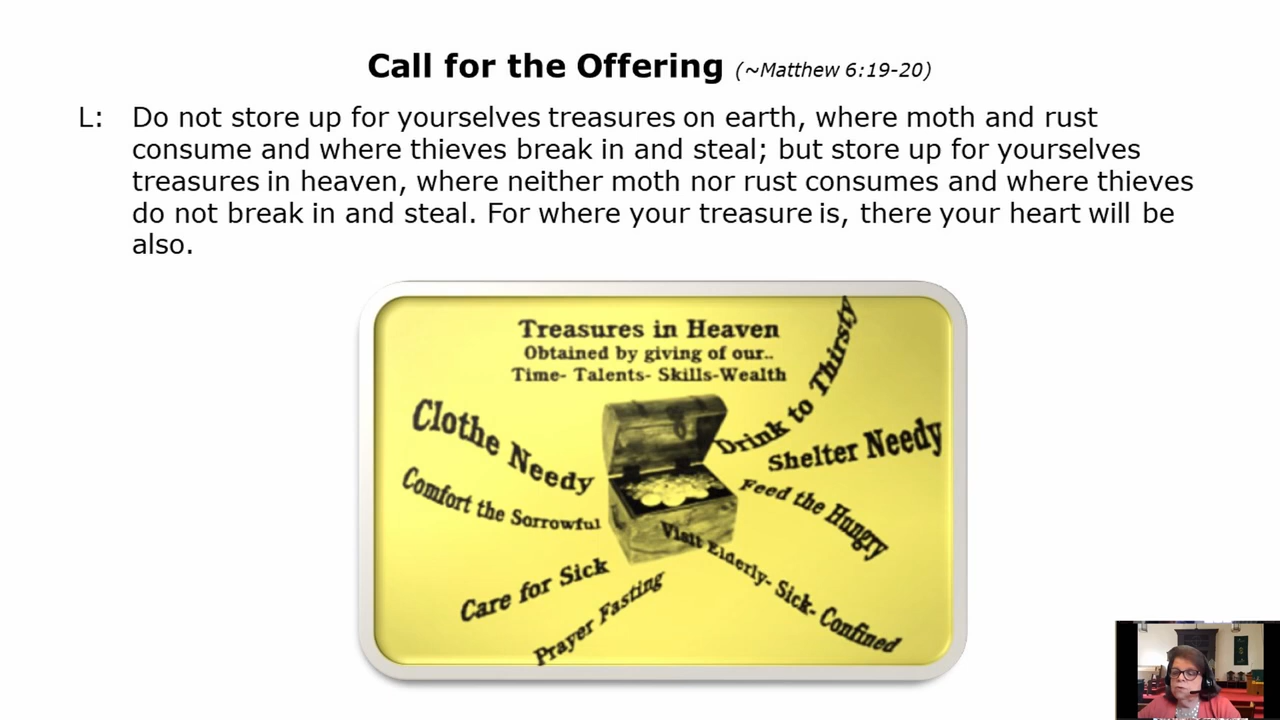 Call for the Offering (~Matthew 6:19-20)
L: Do not store up for yourselves treasures on earth, where moth and rust
consume and where thieves break in and steal; but store up for yourselves
treasures in heaven, where neither moth nor rust consumes and where thieves
do not break in and steal. For where your treasure is, there your heart will be
also.
Treasures in Heaven
Obtained by giving of our..
Time- Talents- Skills-Wealth
Drink to Thirsty
Clothe Needy
Shelter Needy
Comfort the Sorrowful
Feed the Hungry
Care for Sick
Visit Elderly- Sick- Confined
Prayer Fasting